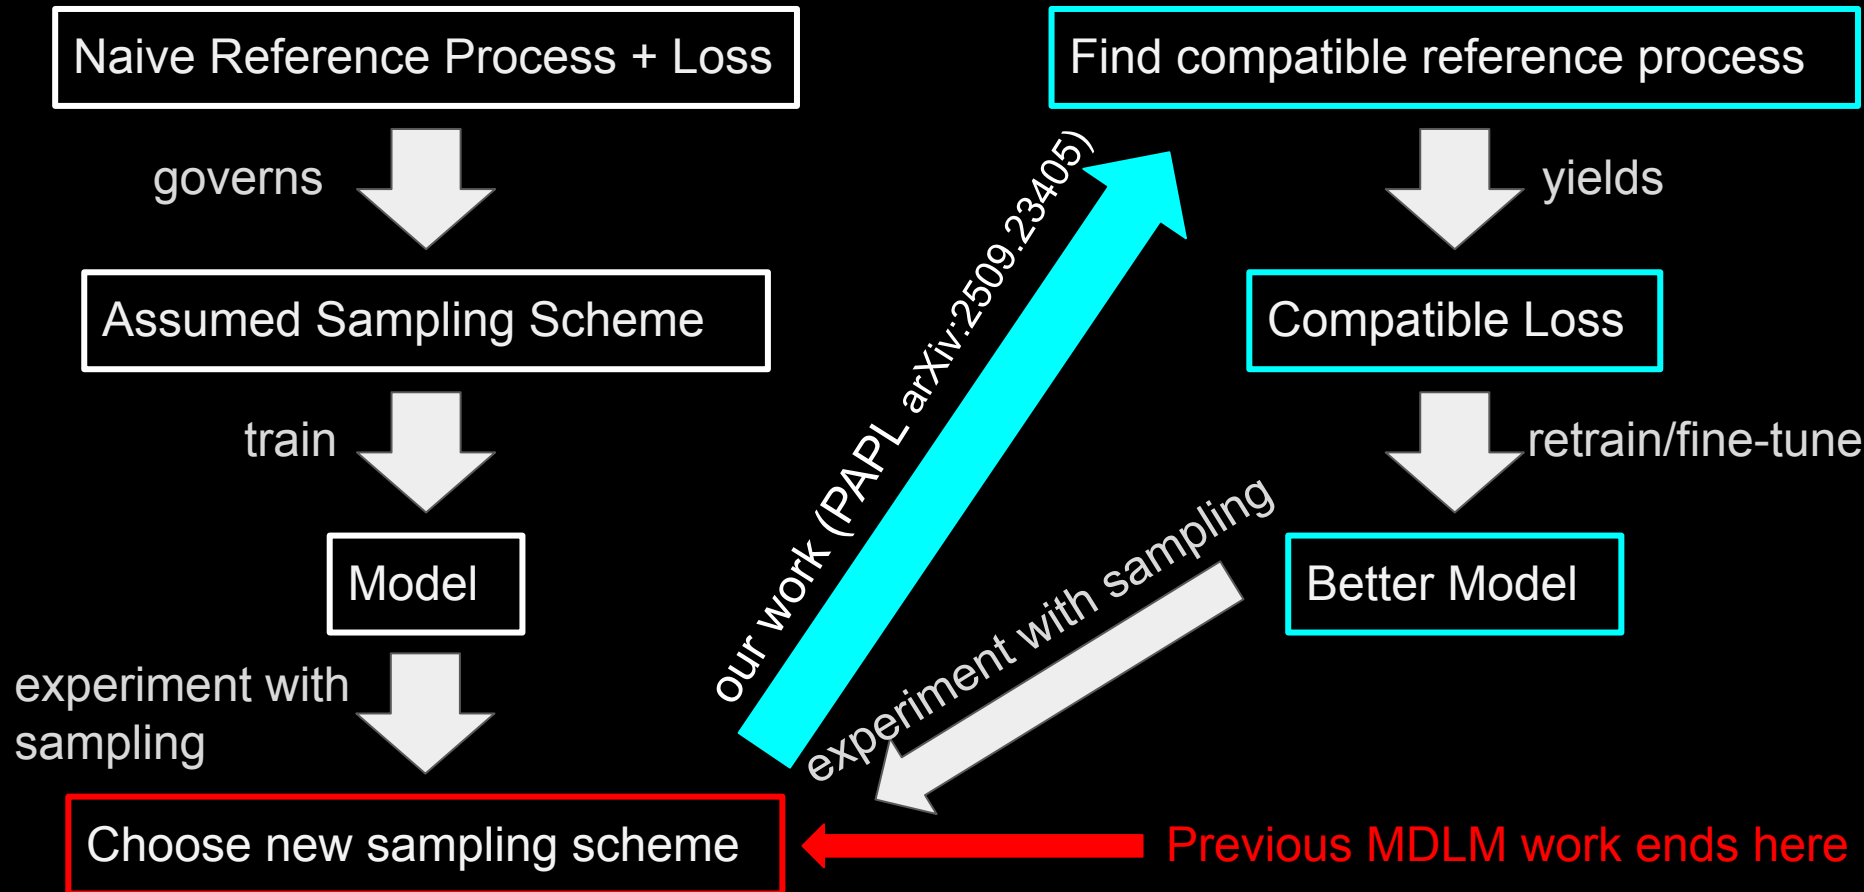 Naive Reference Process + Loss
governs
Assumed Sampling Scheme
train
Model
experiment with
sampling
Choose new sampling scheme
our work (PAPL arXiv:2509.23405)
Find compatible reference process
yields
Compatible Loss
retrain/fine-tune
Better Model
experiment with sampling
Previous MDLM work ends here